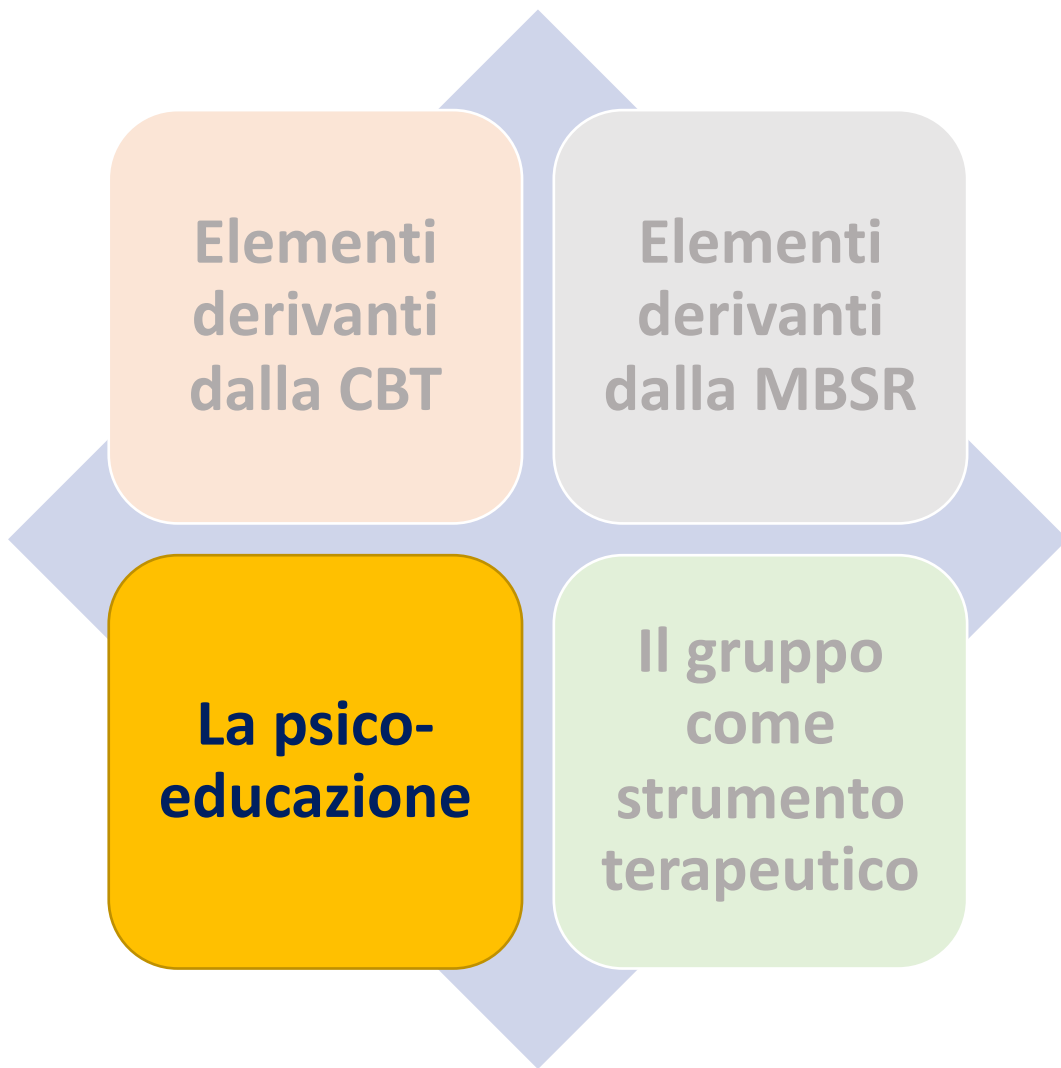 Elementi
derivanti
dalla CBT
Elementi
derivanti
dalla MBSR
La psico-
educazione
Il gruppo
come
strumento
terapeutico